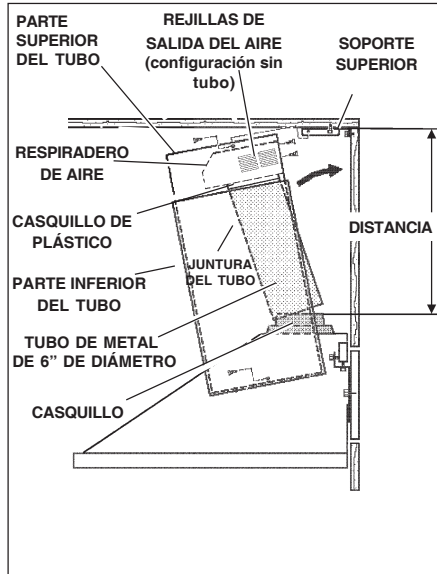 PARTE
SUPERIOR
DEL TUBO
REJILLAS DE
SALIDA DEL AIRE
(configuración sin
tubo)
SOPORTE
SUPERIOR
RESPIRADERO
DE AIRE
CASQUILLO DE
PLÁSTICO
DISTANCIA
JUNTURA
DEL TUBO
PARTE INFERIOR
DEL TUBO
TUBO DE METAL
DE 6” DE DIÁMETRO
CASQUILLO